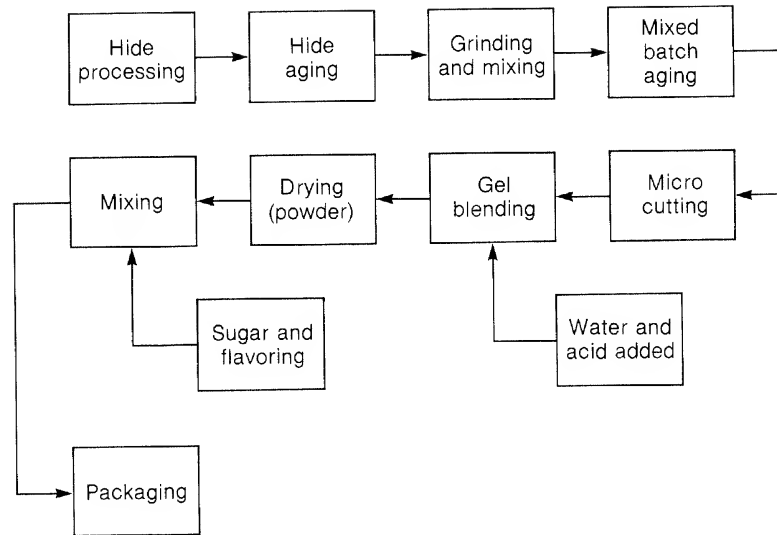 Hide
processing
Hide
aging
Grinding
and mixing
Mixed
batch
aging
Mixing
Drying
(powder)
Gel
blending
Micro
cutting
Sugar and
flavoring
Water and
acid added
Packaging